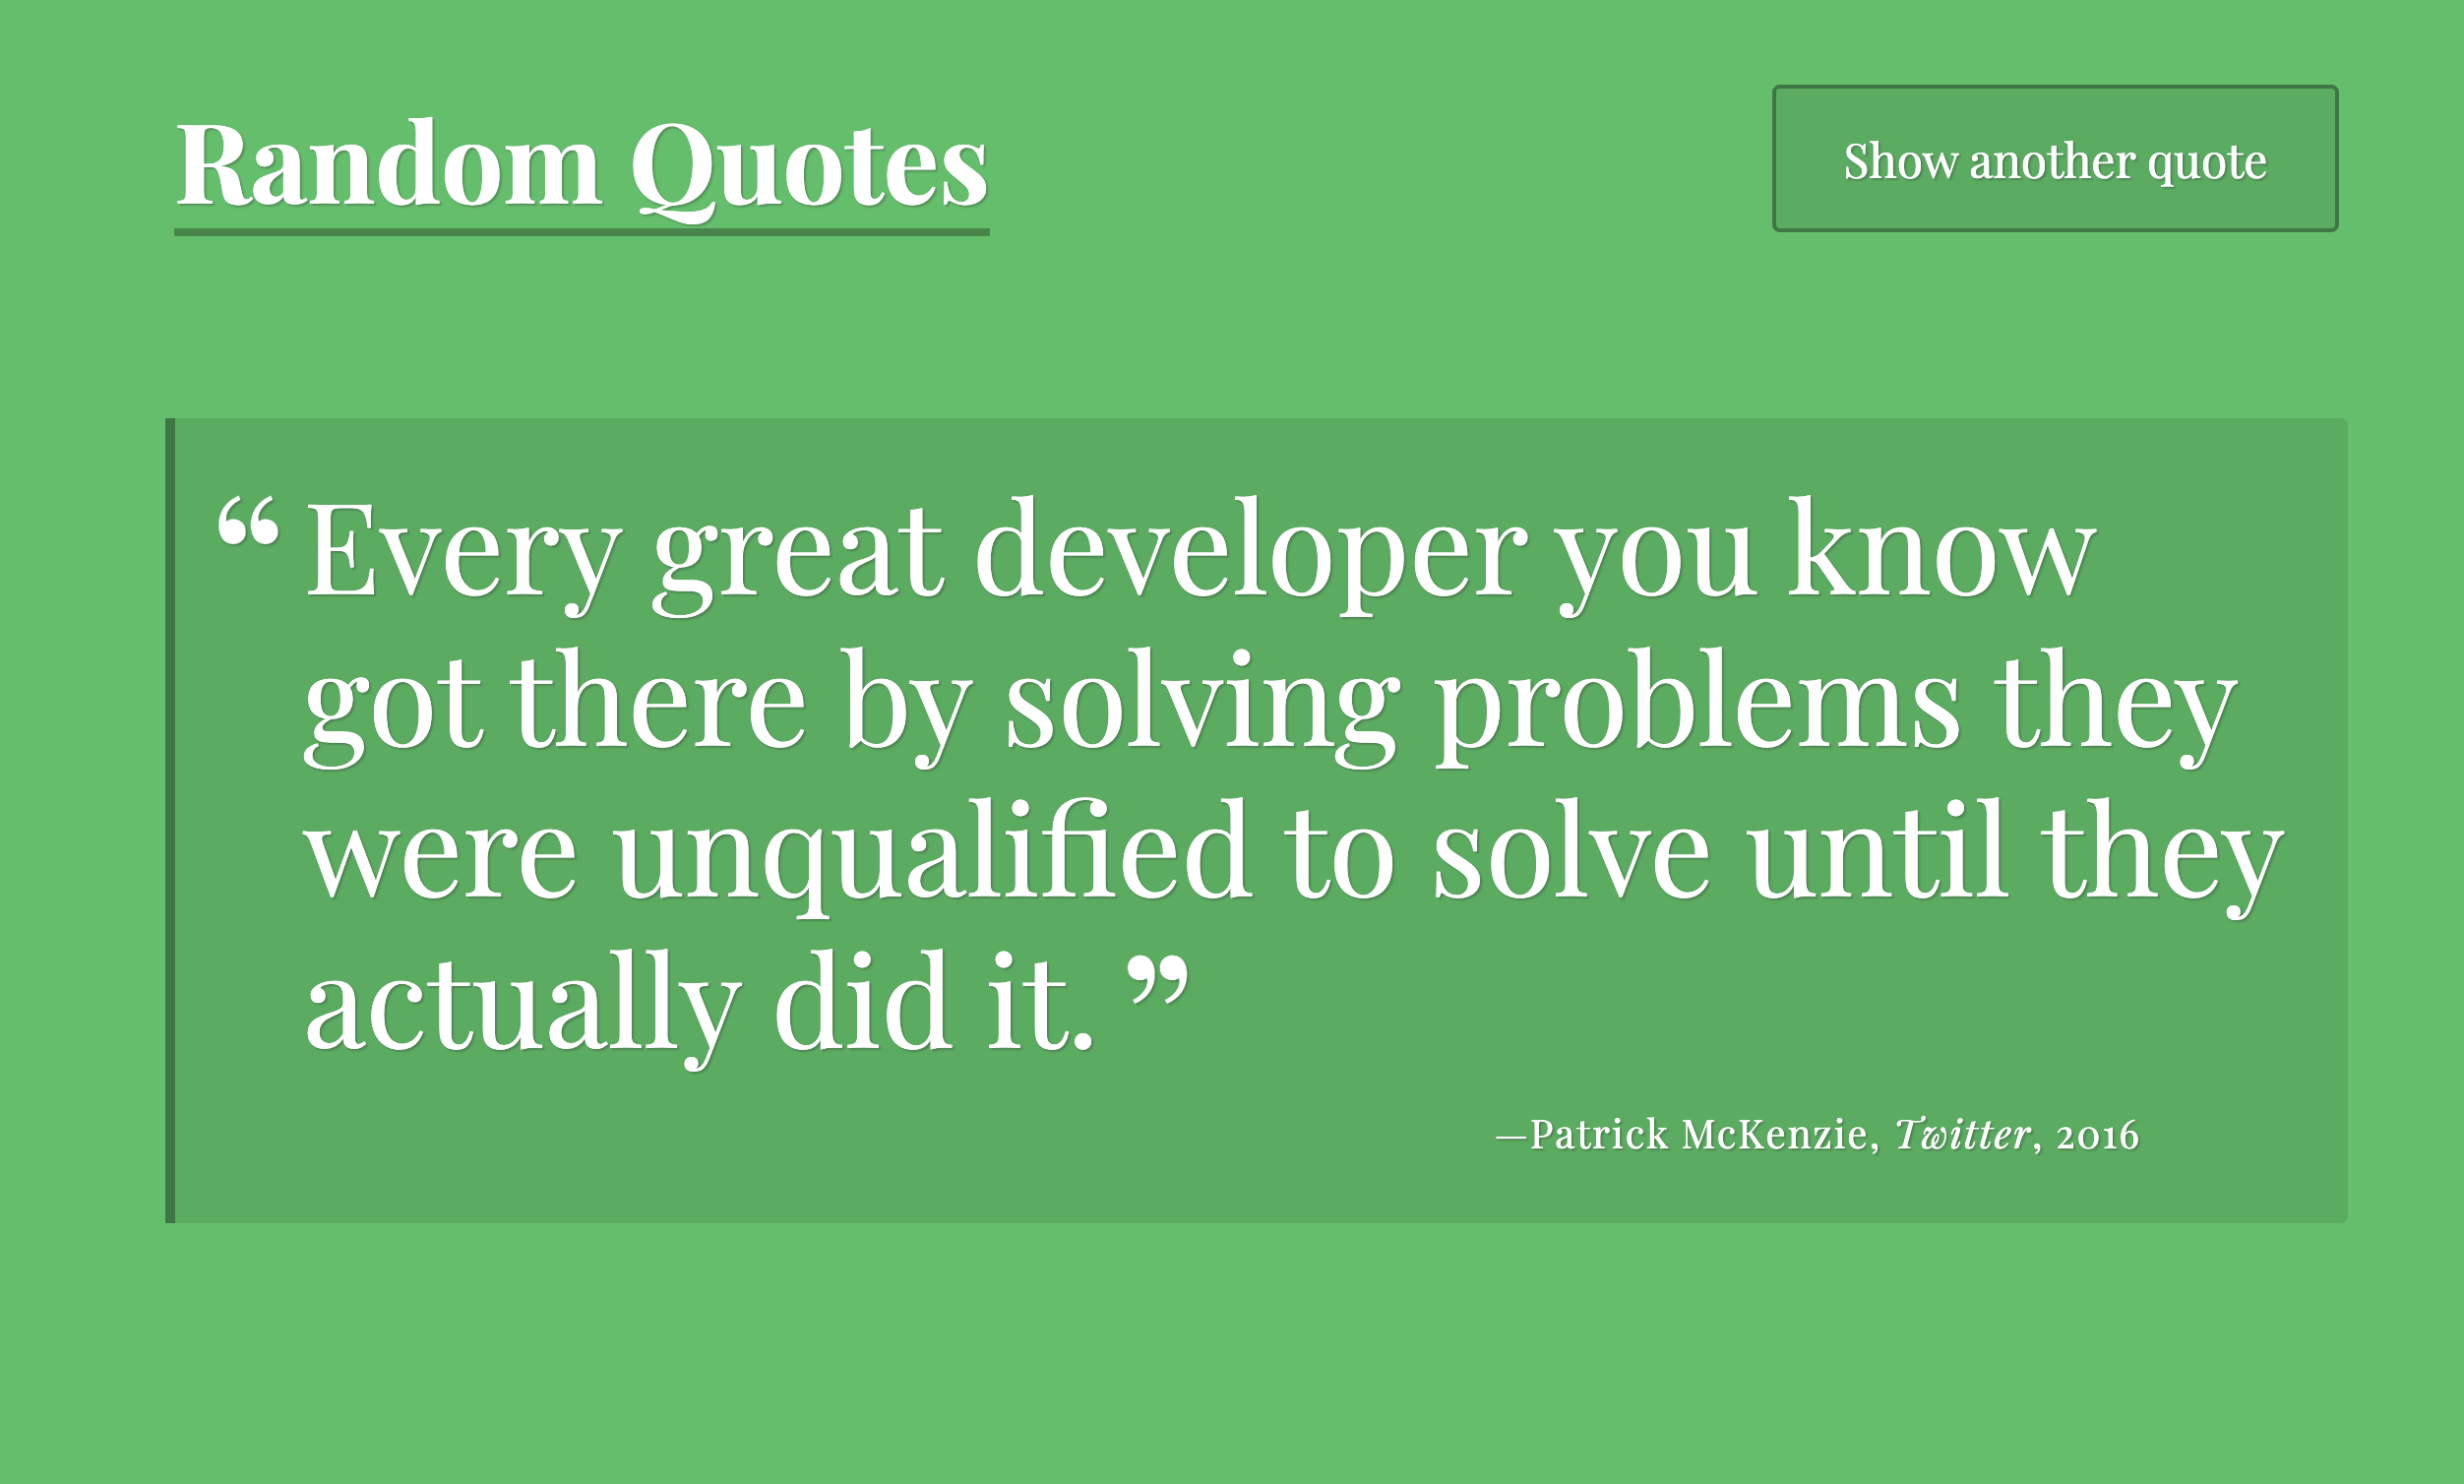 Random Quotes
Show another quote
“Every great developer you know
got there by solving problems they
were unqualified to solve until they
actually did it.”
—Patrick McKenzie, Twitter, 2016